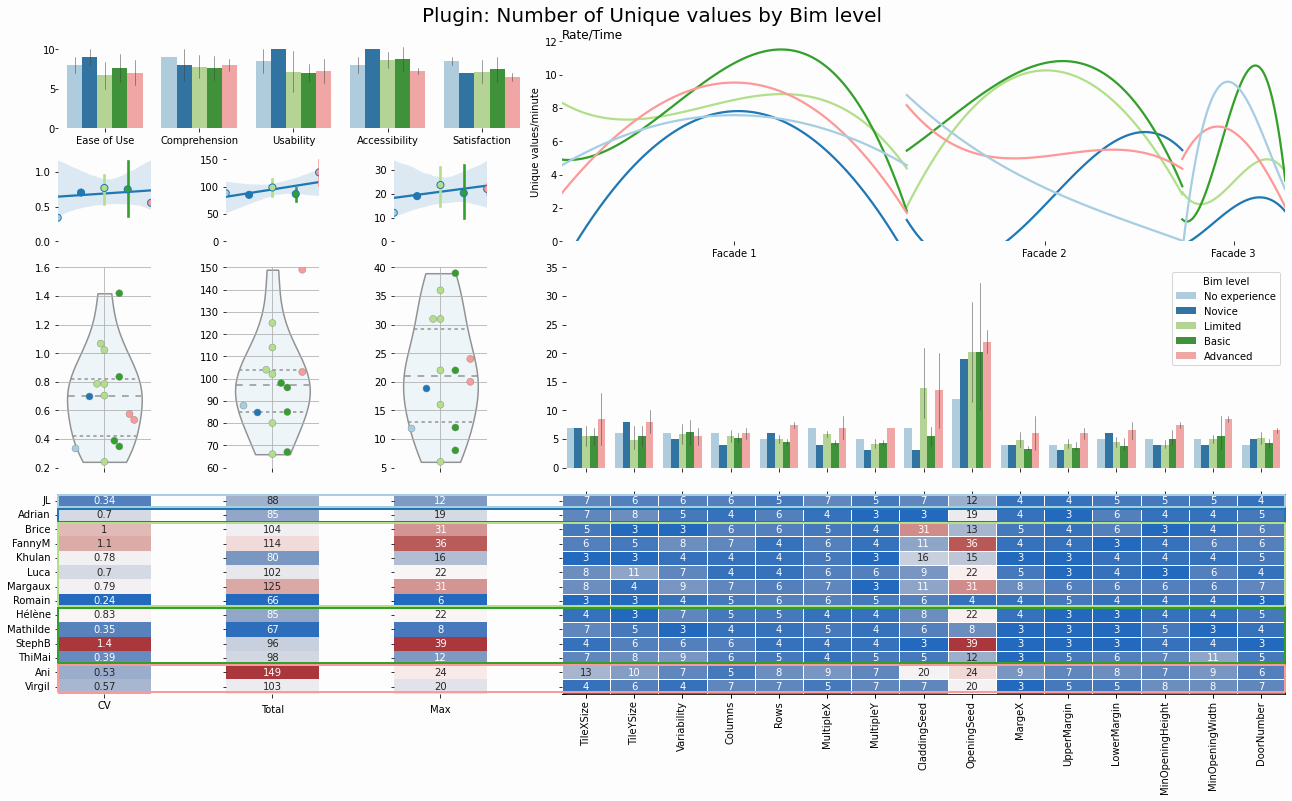 Plugin: Number of Unique values by Bim level
10
5
0
Ease of Use Comprehension Usability Accessibility Satisfaction
Rate/Time
Unique values/minute
12
10
8
6
4
2
0
Facade 1 Facade 2 Facade 3
1.0
0.5
0.0
150
100
50
0
30
20
10
0
1.6
1.4
1.2
1.0
0.8
0.6
0.4
0.2
150
140
130
120
110
100
90
80
70
60
40
35
30
25
20
15
10
5
35
30
25
20
15
10
5
0
Bim level
No experience
Novice
Limited
Basic
Advanced
JL 0.34 88 12 7 6 6 6 5 7 5 7 12 4 4 5 5 5 4
Adrian 0.7 85 19 7 8 5 4 6 4 3 3 19 4 3 6 4 4 5
Brice 1 104 31 5 3 3 6 6 5 4 31 13 5 4 6 3 4 6
FannyM 1.1 114 36 6 5 8 7 4 6 4 11 36 4 4 3 4 6 6
Khulan 0.78 80 16 3 3 4 4 4 5 3 16 15 3 3 4 4 4 5
Luca 0.7 102 22 8 11 7 4 4 6 6 9 22 5 3 4 3 6 4
Margaux 0.79 125 31 8 4 9 7 6 7 3 11 31 8 6 6 6 6 7
Romain 0.24 66 6 3 3 4 5 6 6 5 6 4 4 5 4 4 4 3
Hélène 0.83 85 22 4 3 7 5 5 4 4 8 22 4 3 3 4 4 5
Mathilde 0.35 67 8 7 5 3 4 4 5 4 6 8 3 3 3 5 3 4
StephB 1.4 96 39 4 6 6 6 4 4 4 3 39 3 3 3 4 4 3
ThiMai 0.39 98 12 7 8 9 6 5 4 5 5 12 3 5 6 7 11 5
Ani 0.53 149 24 13 10 7 5 8 9 7 20 24 9 7 8 7 9 6
Virgil 0.57 103 20 4 6 4 7 7 5 7 7 20 3 5 5 8 8 7
CV Total Max
TileXSize
TileYSize
Variability
Columns
Rows
MultipleX
MultipleY
CladdingSeed
OpeningSeed
MargeX
UpperMargin
LowerMargin
MinOpeningHeight
MinOpeningWidth
DoorNumber